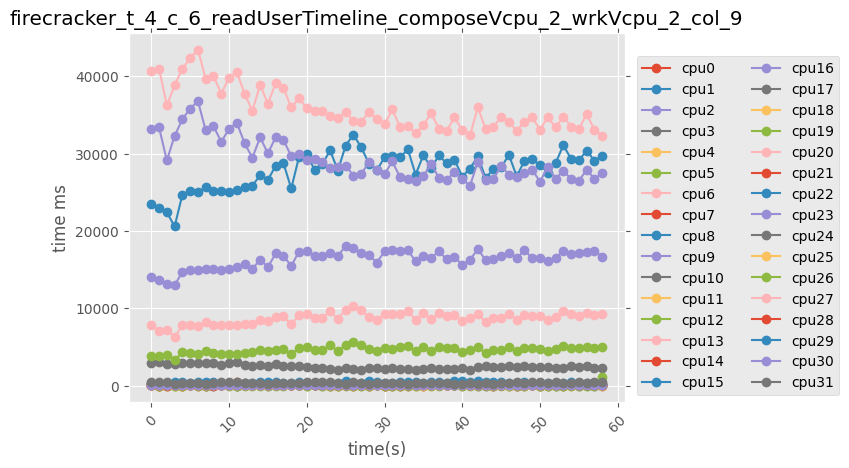 firecracker_t_4_c_6_readUserTimeline_composeVcpu_2_wrkVcpu_2_col_9
time ms
40000
30000
20000
10000
0
0
10
20
30
40
50
60
time(s)
cpu0
cpu1
cpu2
cpu3
cpu4
cpu5
cpu6
cpu7
cpu8
cpu9
cpu10
cpu11
cpu12
cpu13
cpu14
cpu15
cpu16
cpu17
cpu18
cpu19
cpu20
cpu21
cpu22
cpu23
cpu24
cpu25
cpu26
cpu27
cpu28
cpu29
cpu30
cpu31